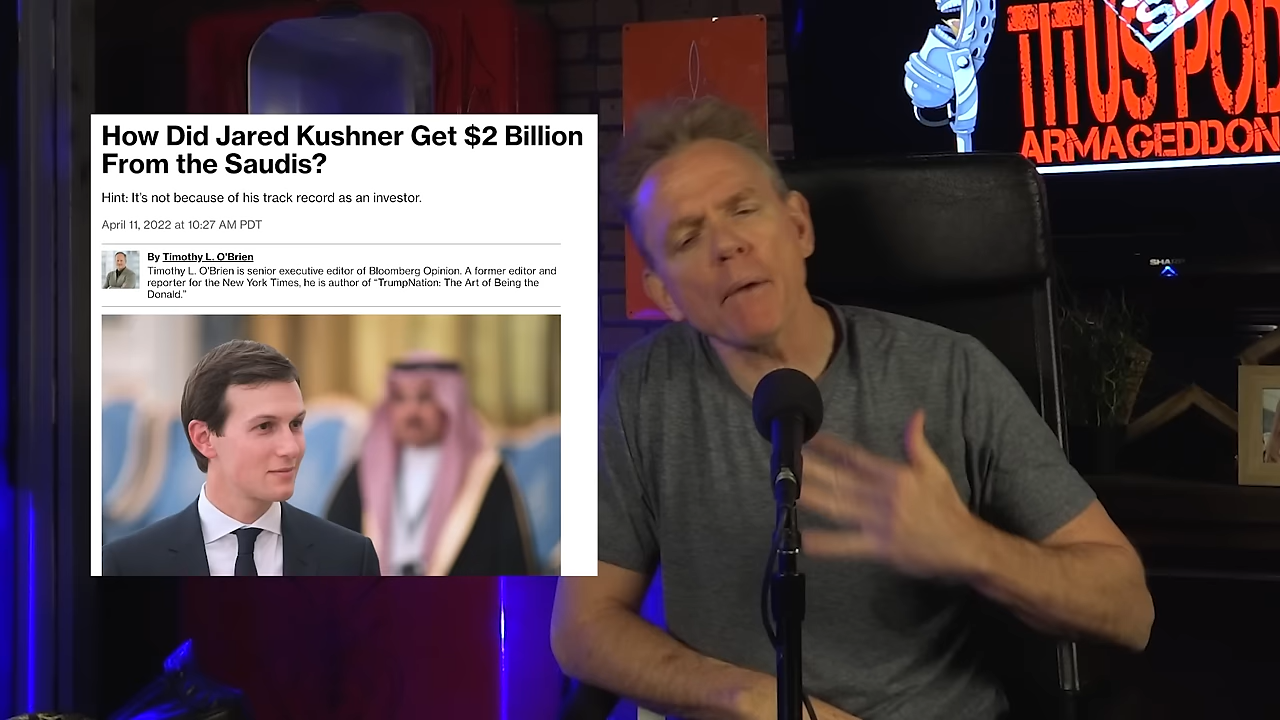 How Did Jared Kushner Get $2 Billion
From the Saudis?
Hint: It's not because of his track record as an investor.
April 11, 2022 at 10:27 AM PDT
By Timothy L. O'Brien
Timothy L. O'Brien is senior executive editor of Bloomberg Opinion. A former editor and
reporter for the New York Times, he is author of "TrumpNation: The Art of Being the
Donald."
TITUS POD
ARMAGEDDON
SHARP